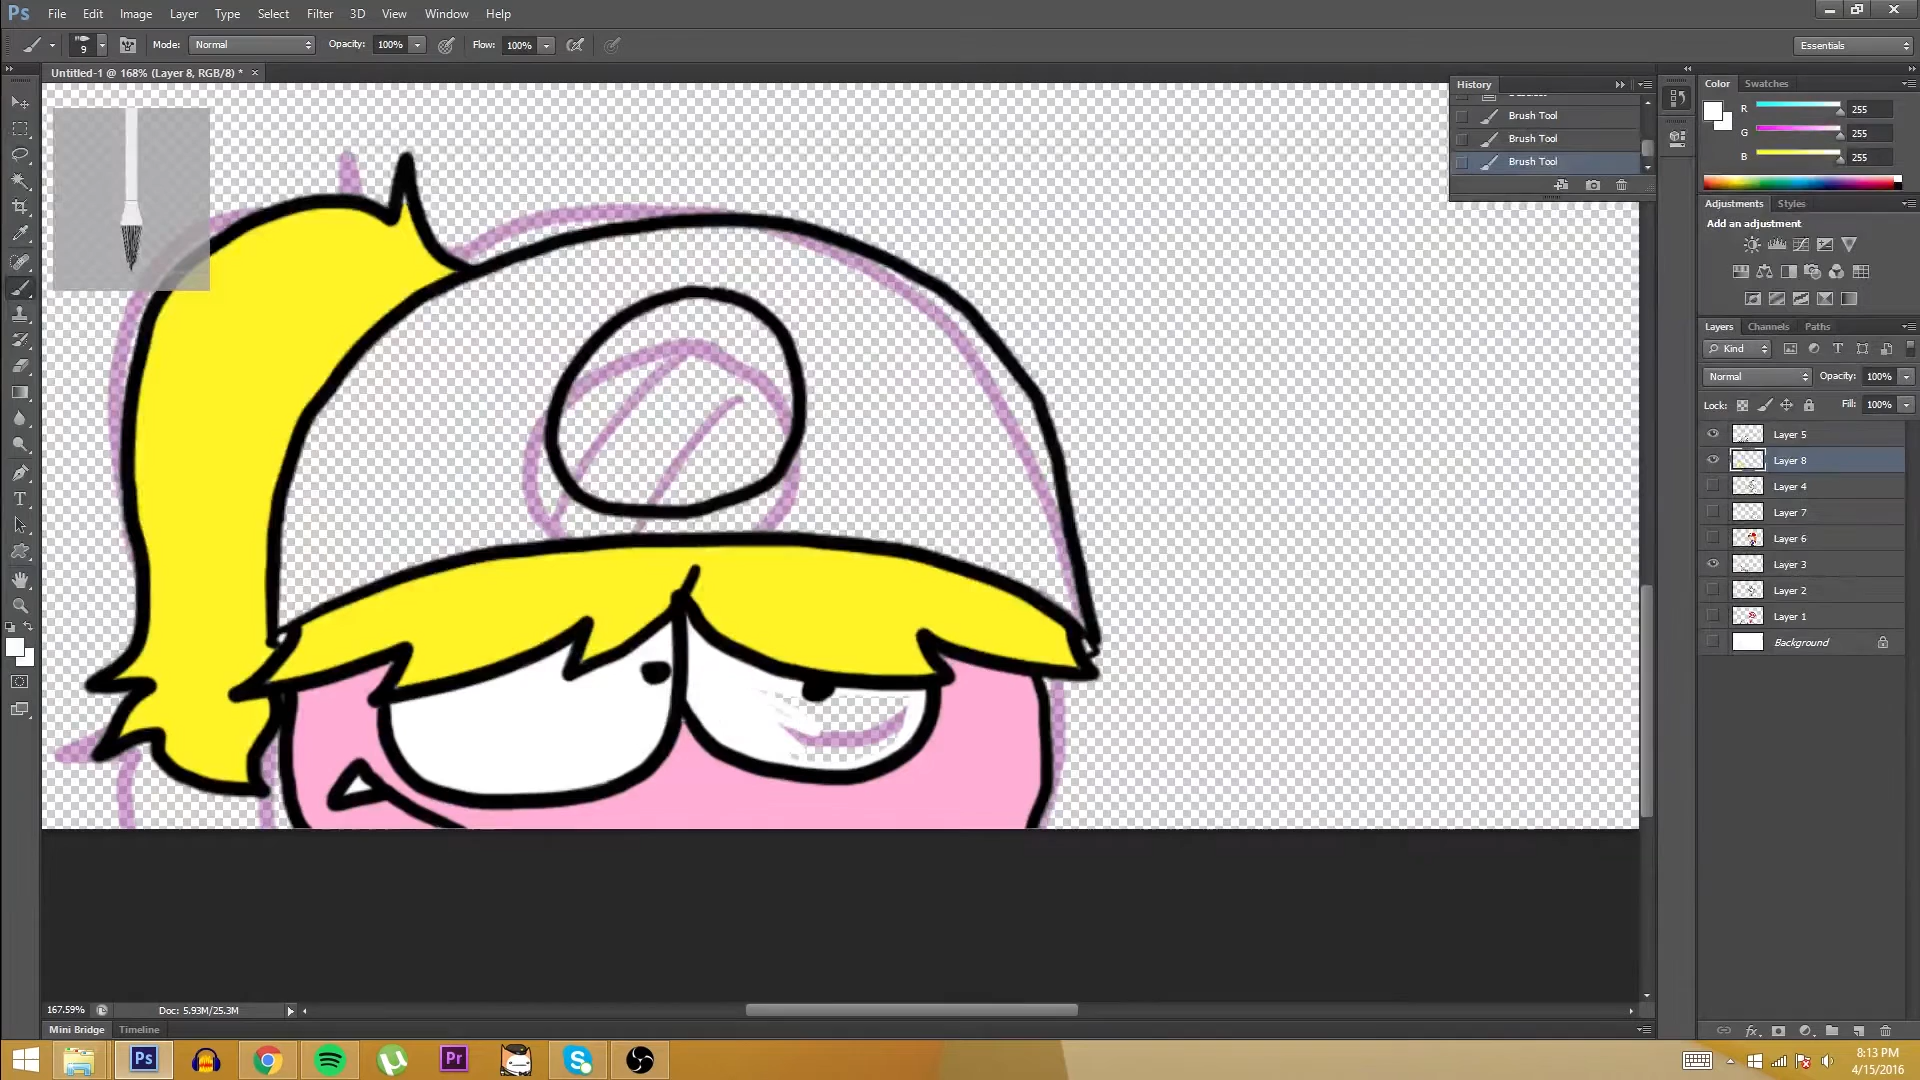 Ps File Edit Image Layer Type Select Filter 3D View Window Help
9 Mode: Normal Opacity: 100% Flow: 100% Essentials
Untitled-1 @ 168% (Layer 8, RGB/8) *
History
Brush Tool
Brush Tool
Brush Tool
Color Swatches
R 255
G 255
B 255
Adjustments Styles
Add an adjustment
Layers Channels Paths
Kind
Normal Opacity: 100%
Lock: Fill: 100%
Layer 5
Layer 8
Layer 4
Layer 7
Layer 6
Layer 3
Layer 2
Layer 1
Background
167.59% Doc: 5.93M/25.3M
Mini Bridge Timeline
Ps Pr
8:13 PM
4/15/2016